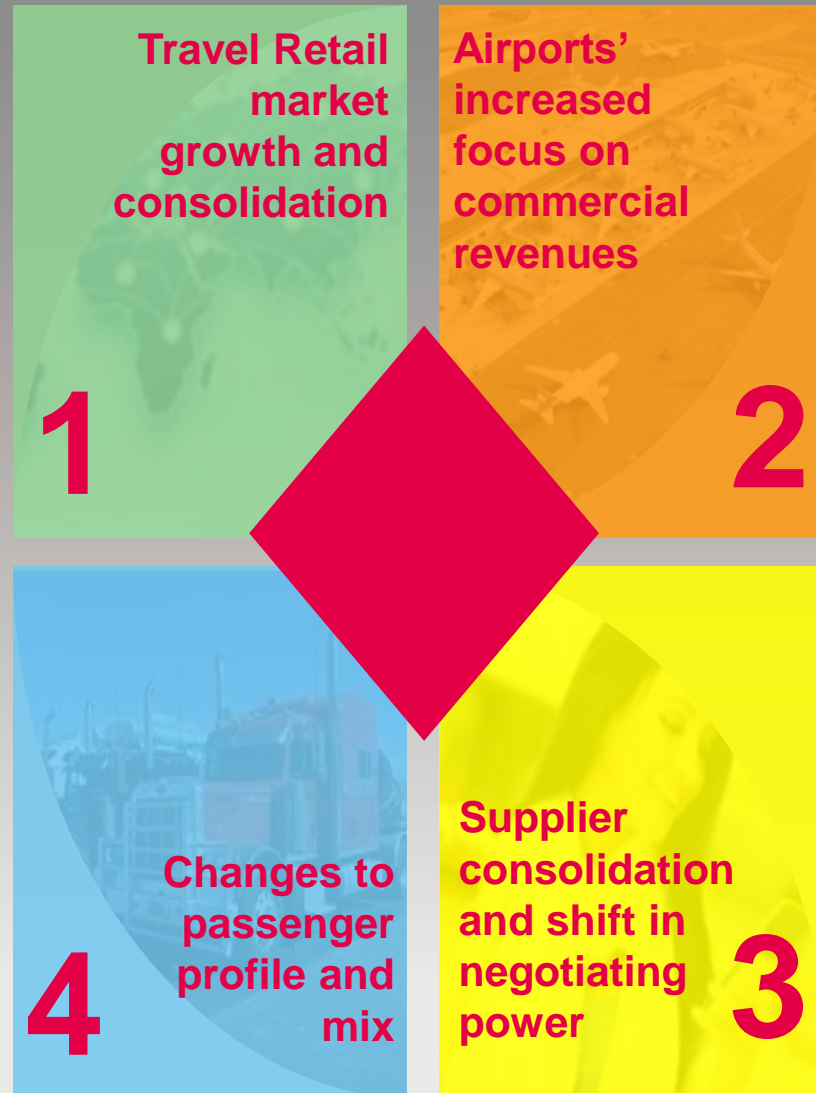 Travel Retail
market
growth and
consolidation
1
Airports’
increased
focus on
commercial
revenues
2
Supplier
consolidation
and shift in
negotiating
power
3
Changes to
passenger
profile and
mix
4